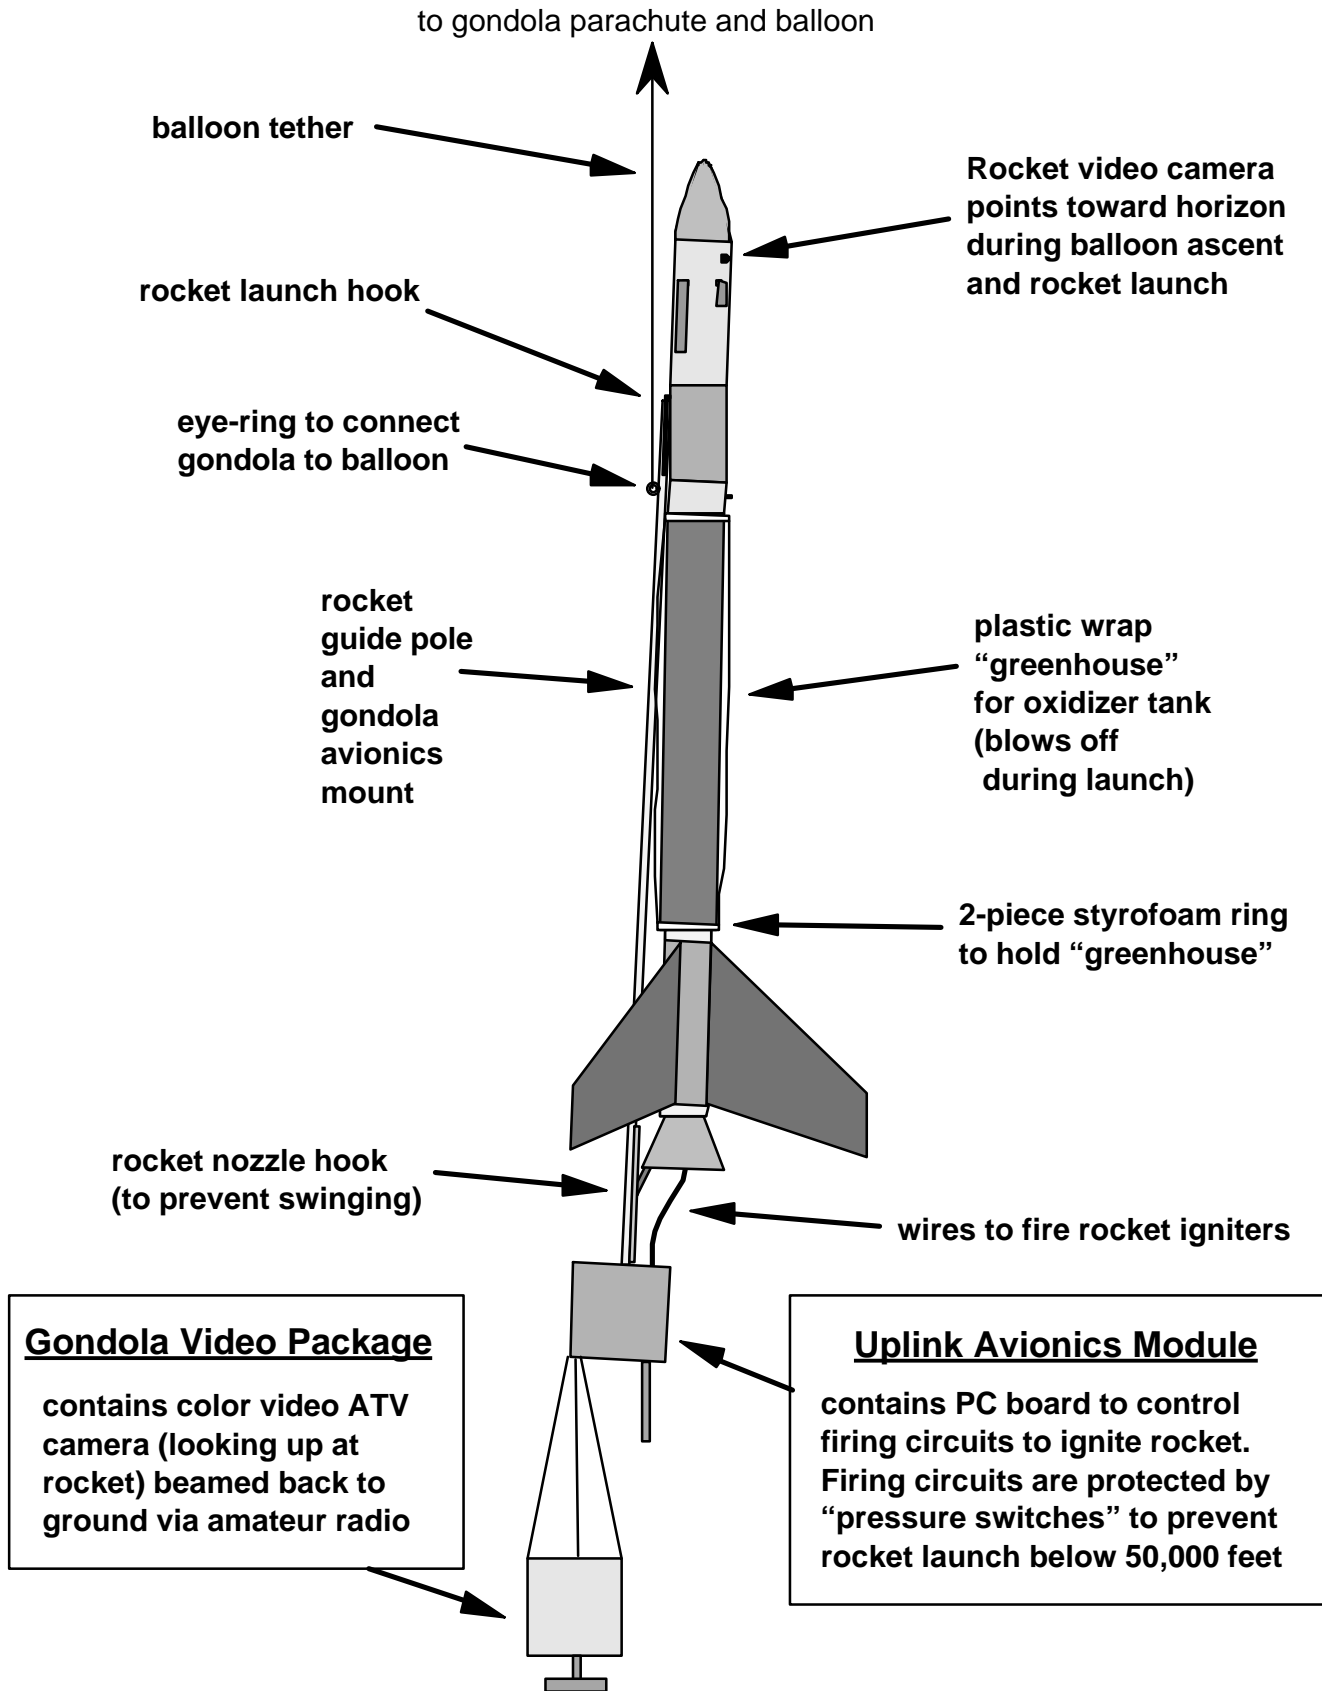 to gondola parachute and balloon
balloon tether
Rocket video camera
points toward horizon
during balloon ascent
and rocket launch
rocket launch hook
eye-ring to connect
gondola to balloon
rocket
guide pole
and
gondola
avionics
mount
plastic wrap
“greenhouse”
for oxidizer tank
(blows off
during launch)
2-piece styrofoam ring
to hold “greenhouse”
rocket nozzle hook
(to prevent swinging)
wires to fire rocket igniters
Gondola Video Package
contains color video ATV
camera (looking up at
rocket) beamed back to
ground via amateur radio
Uplink Avionics Module
contains PC board to control
firing circuits to ignite rocket.
Firing circuits are protected by
“pressure switches” to prevent
rocket launch below 50,000 feet